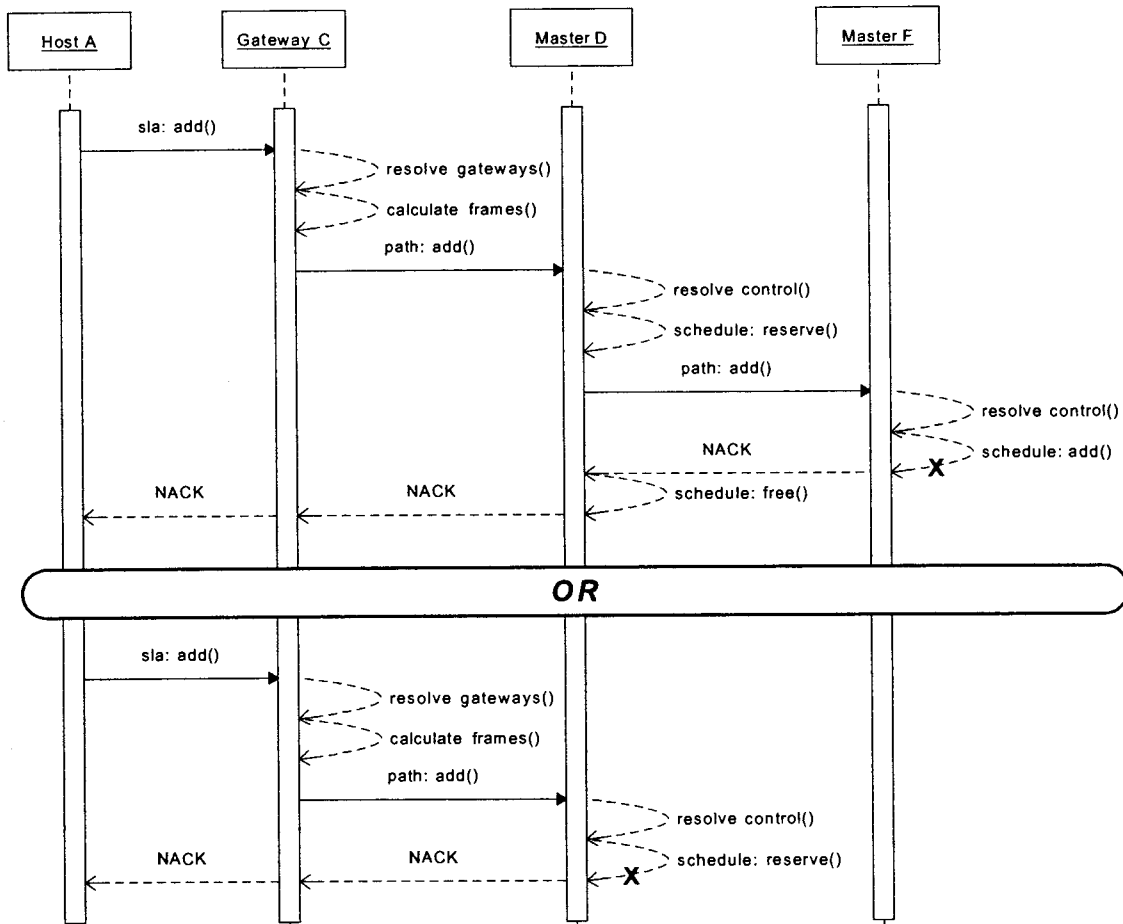 Host A
Gateway C
Master D
Master F
sla: add()
resolve gateways()
calculate frames()
path: add()
resolve control()
schedule: reserve()
path: add()
resolve control()
NACK
schedule: add()
X
NACK
NACK
schedule: free()
OR
sla: add()
resolve gateways()
calculate frames()
path: add()
resolve control()
NACK
NACK
schedule: reserve()
X